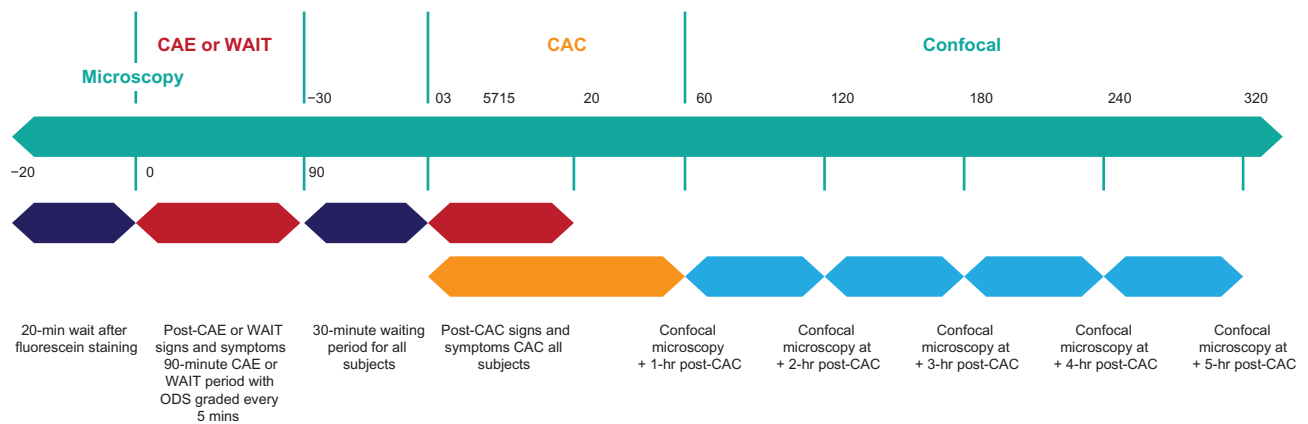 CAE or WAIT
CAC
Confocal
Microscopy
−30
03
5715
20
60
120
180
240
320
−20
0
90
20-min wait after
fluorescein staining
Post-CAE or WAIT
signs and symptoms
90-minute CAE or
WAIT period with
ODS graded every
5 mins
30-minute waiting
period for all
subjects
Post-CAC signs and
symptoms CAC all
subjects
Confocal
microscopy
+ 1-hr post-CAC
Confocal
microscopy at
+ 2-hr post-CAC
Confocal
microscopy at
+ 3-hr post-CAC
Confocal
microscopy at
+ 4-hr post-CAC
Confocal
microscopy at
+ 5-hr post-CAC